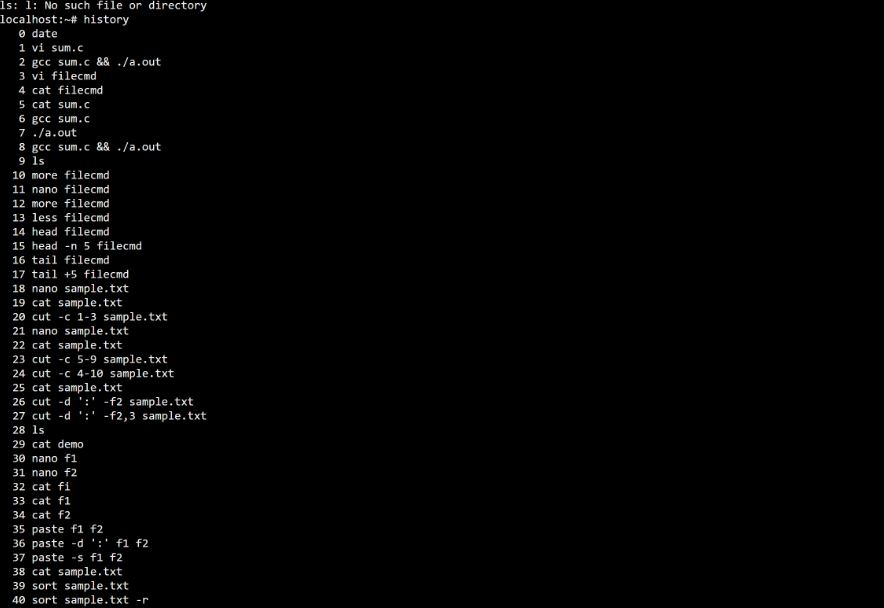 ls: l: No such file or directory
localhost:~# history
0 date
1 vi sum.c
2 gcc sum.c && ./a.out
3 vi filecmd
4 cat filecmd
5 cat sum.c
6 gcc sum.c
7 ./a.out
8 gcc sum.c && ./a.out
9 ls
10 more filecmd
11 nano filecmd
12 more filecmd
13 less filecmd
14 head filecmd
15 head -n 5 filecmd
16 tail filecmd
17 tail +5 filecmd
18 nano sample.txt
19 cat sample.txt
20 cut -c 1-3 sample.txt
21 nano sample.txt
22 cat sample.txt
23 cut -c 5-9 sample.txt
24 cut -c 4-10 sample.txt
25 cat sample.txt
26 cut -d ':' -f2 sample.txt
27 cut -d ':' -f2,3 sample.txt
28 ls
29 cat demo
30 nano f1
31 nano f2
32 cat fi
33 cat f1
34 cat f2
35 paste f1 f2
36 paste -d ':' f1 f2
37 paste -s f1 f2
38 cat sample.txt
39 sort sample.txt
40 sort sample.txt -r